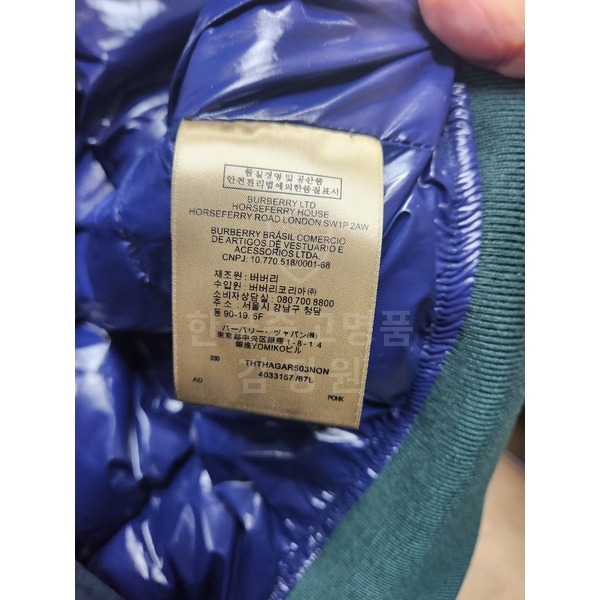 품질경영 및 공산품
안전관리법에의한품질표시
BURBERRY LTD
HORSEFERRY HOUSE
HORSEFERRY ROAD LONDON SW1P 2AW
BURBERRY BRASIL COMERCIO
DE ARTIGOS DE VESTUARIO E
ACESSORIOS LTDA.
CNPJ: 10.770.518/0001-68
제조원 : 버버리
수입원 : 버버리코리아(주)
소비자상담실 : 080 700 8800
주소 : 서울시 강남구 청담
동 90-19. 5F
バーバリー・ジャパン(株)
東京都中央区銀座1-8-14
銀座YOMIKOビル
030 THTHAGAR503NON
4033157 /67L
AD POHK